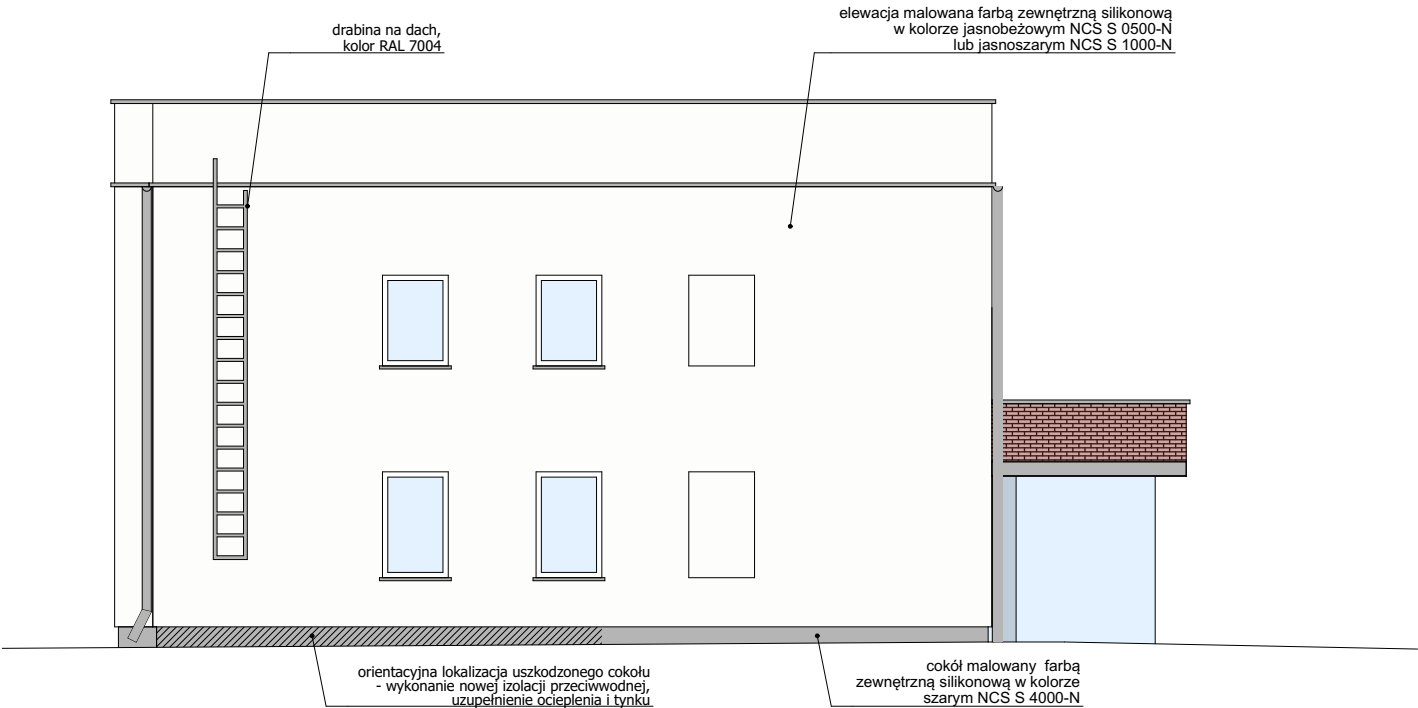 drabina na dach,
kolor RAL 7004
elewacja malowana farbą zewnętrzną silikonową
w kolorze jasnobeżowym NCS S 0500-N
lub jasnoszarym NCS S 1000-N
orientacyjna lokalizacja uszkodzonego cokołu
- wykonanie nowej izolacji przeciwwodnej,
uzupełnienie ocieplenia i tynku
cokół malowany farbą
zewnętrzną silikonową w kolorze
szarym NCS S 4000-N